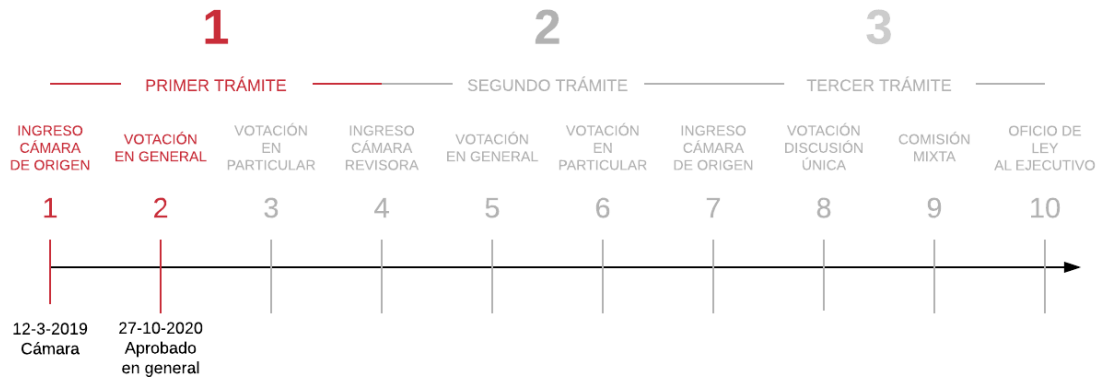 1
2
3
PRIMER TRÁMITE
SEGUNDO TRÁMITE
TERCER TRÁMITE
INGRESO
CÁMARA
DE ORIGEN
VOTACIÓN
EN GENERAL
VOTACIÓN
EN
PARTICULAR
INGRESO
CÁMARA
REVISORA
VOTACIÓN
EN GENERAL
VOTACIÓN
EN
PARTICULAR
INGRESO
CÁMARA
DE ORIGEN
VOTACIÓN
DISCUSIÓN
ÚNICA
COMISIÓN
MIXTA
OFICIO DE
LEY
AL EJECUTIVO
1
2
3
4
5
6
7
8
9
10
12-3-2019
Cámara
27-10-2020
Aprobado
en general